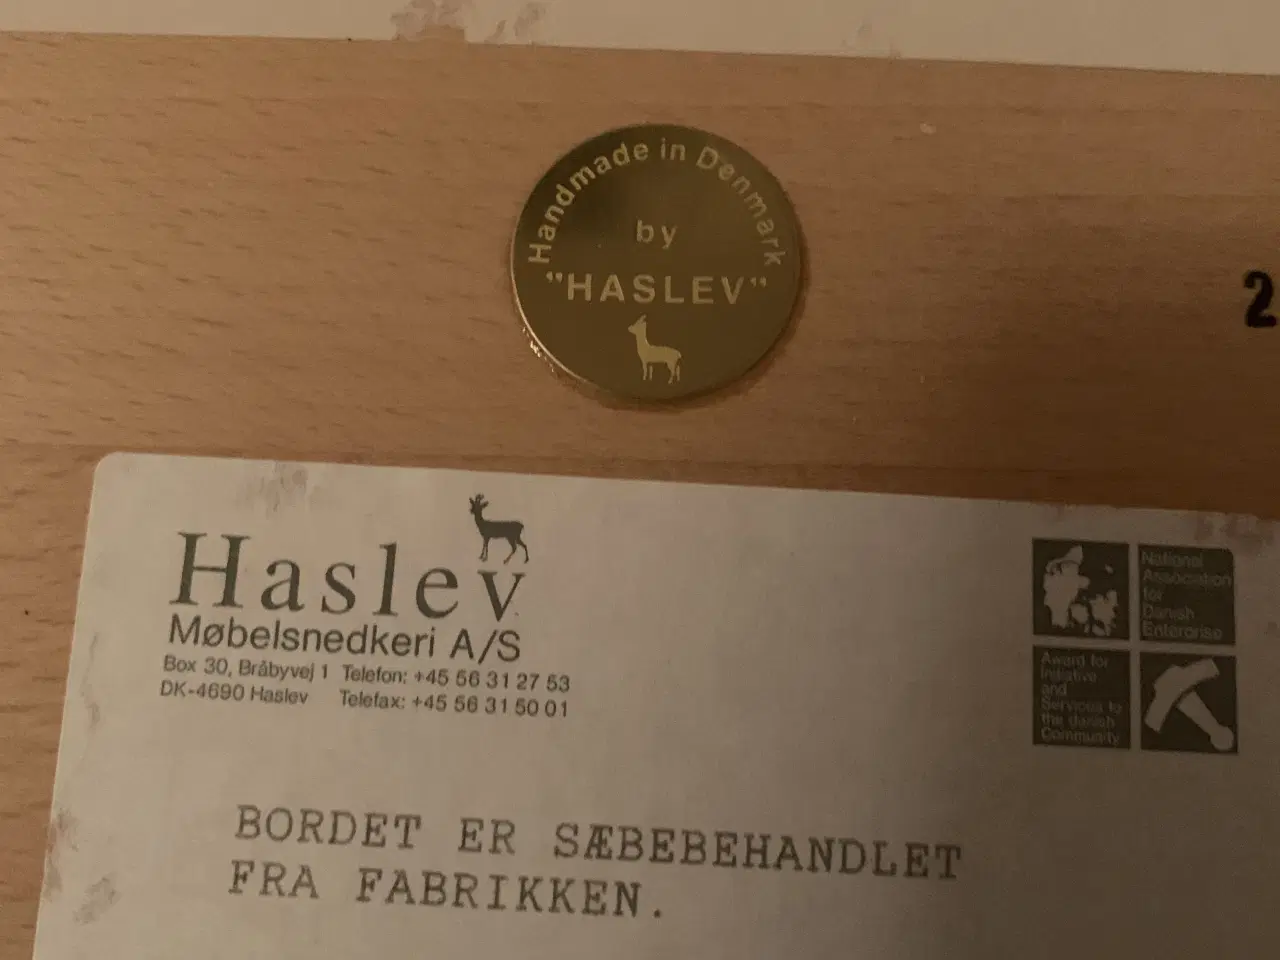 Handmade in Denmark
by
"HASLEV"
2
Haslev
Møbelsnedkeri A/S
Box 30, Bråbyvej 1 Telefon: +45 56 31 27 53
DK-4690 Haslev Telefax: +45 56 31 50 01
National
Association
for
Danish
Enterprise
Award for
Initiative
and
Services to
the danish
Community
BORDET ER SÆBEBEHANDLET
FRA FABRIKKEN.